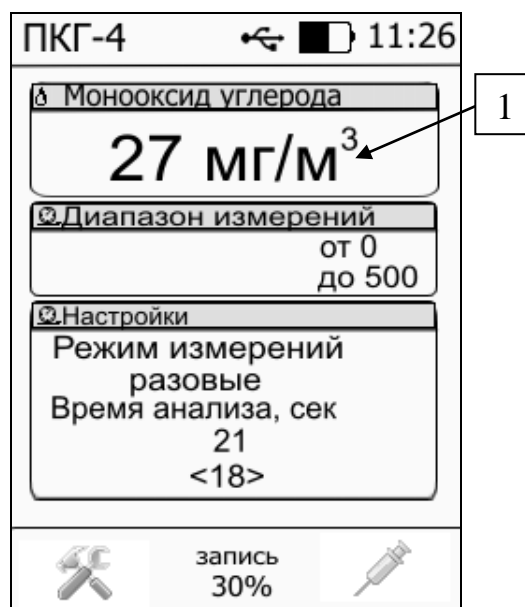 ПКГ-4 11:26
Монооксид углерода
27 мг/м³
1
Диапазон измерений
от 0
до 500
Настройки
Режим измерений
разовые
Время анализа, сек
21
<18>
запись
30%